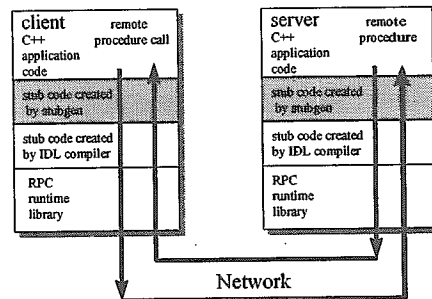 client
remote
C++
procedure call
application
code
stub code created
by stubgen
stub code created
by IDL compiler
RPC
runtime
library
server
remote
C++
procedure
application
code
stub code created
by stubgen
stub code created
by IDL compiler
RPC
runtime
library
Network